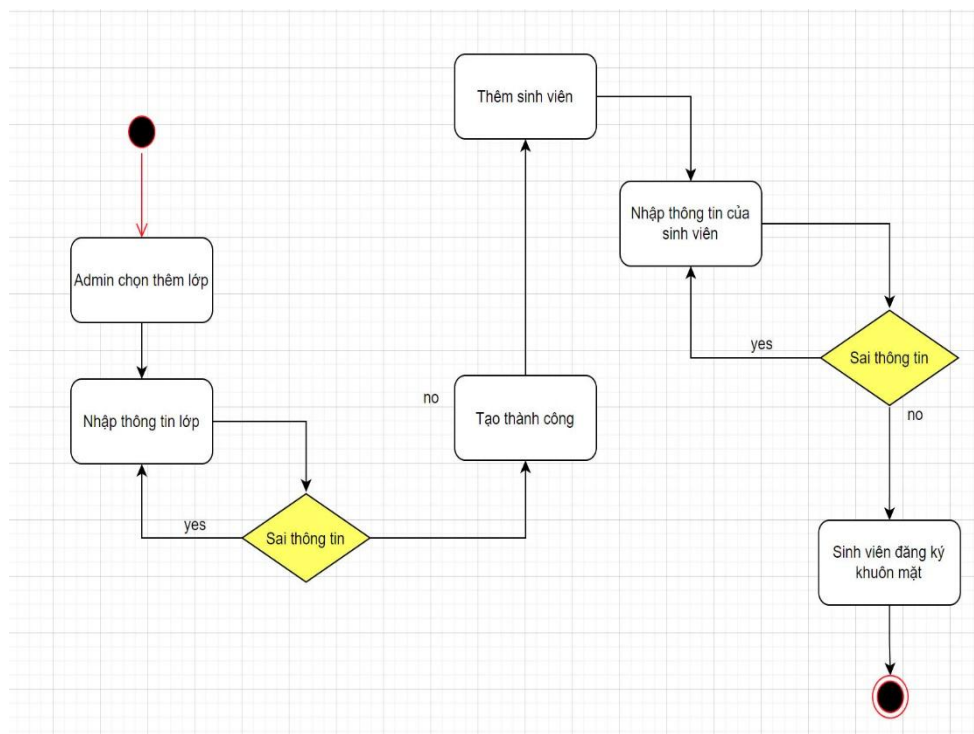 Admin chọn thêm lớp
Nhập thông tin lớp
Sai thông tin
yes
no
Tạo thành công
Thêm sinh viên
Nhập thông tin của
sinh viên
Sai thông tin
yes
no
Sinh viên đăng ký
khuôn mặt